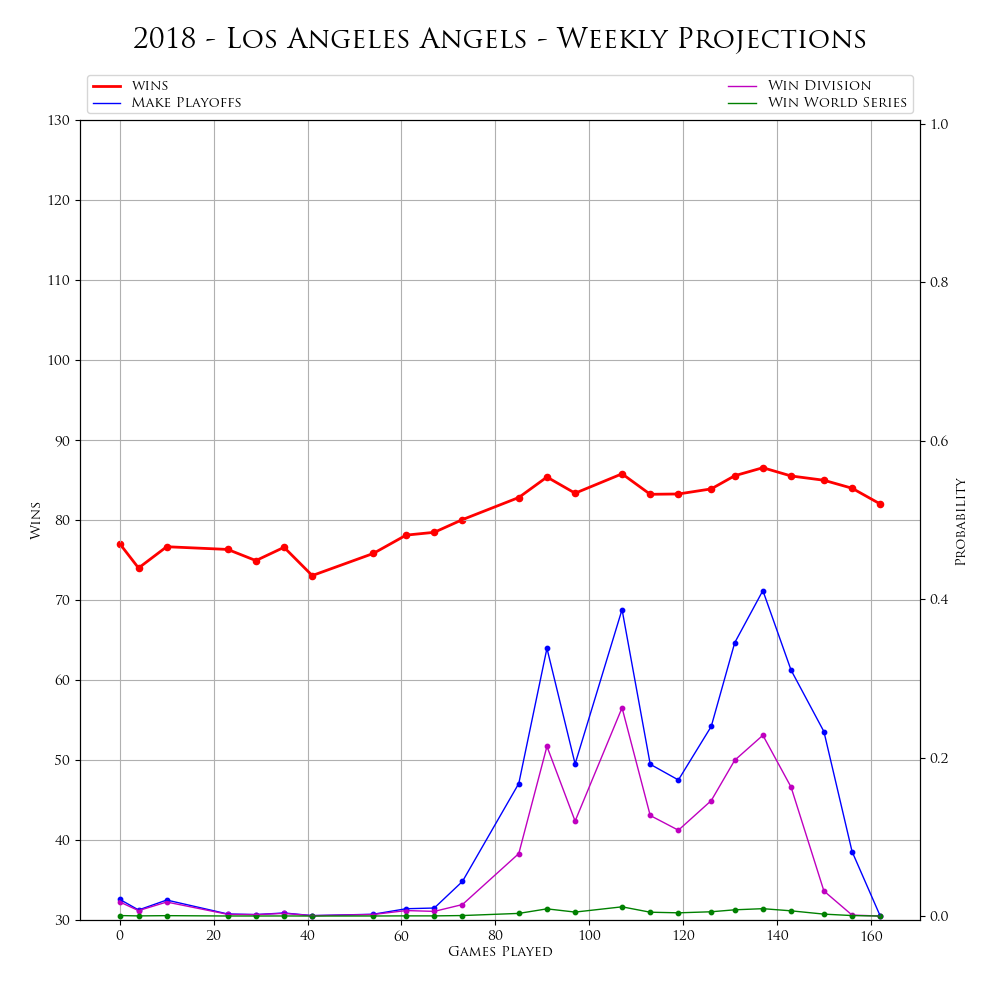 2018 - Los Angeles Angels - Weekly Projections
wins
Make Playoffs
Win Division
Win World Series
130
120
110
100
90
80
70
60
50
40
30
Wins
1.0
0.8
0.6
0.4
0.2
0.0
Probability
0 20 40 60 80 100 120 140 160
Games Played